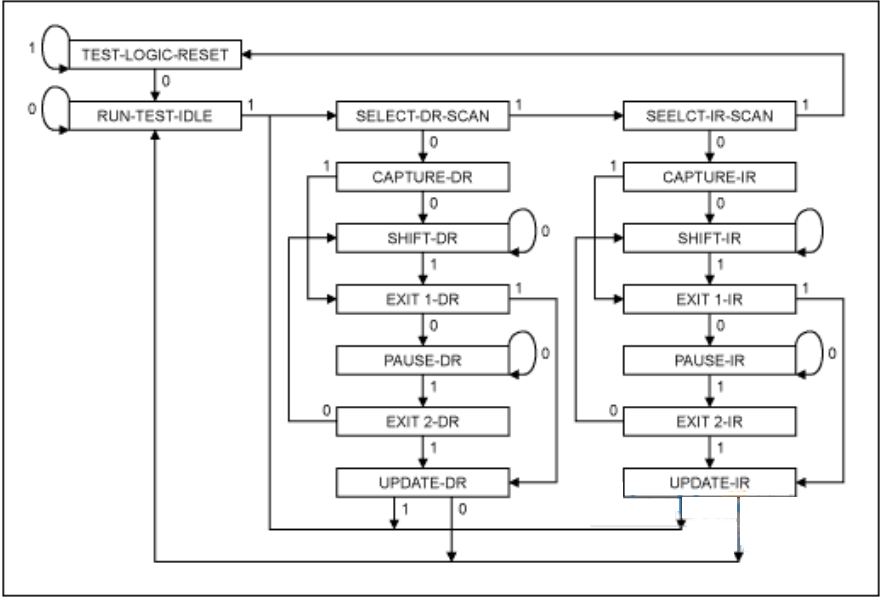 1
TEST-LOGIC-RESET
0
0
RUN-TEST-IDLE
1
SELECT-DR-SCAN
1
SEELCT-IR-SCAN
1
0
0
1
CAPTURE-DR
1
CAPTURE-IR
0
0
SHIFT-DR
0
SHIFT-IR
1
1
EXIT 1-DR
1
EXIT 1-IR
1
0
0
PAUSE-DR
0
PAUSE-IR
0
1
1
0
EXIT 2-DR
0
EXIT 2-IR
1
1
UPDATE-DR
UPDATE-IR
1
0